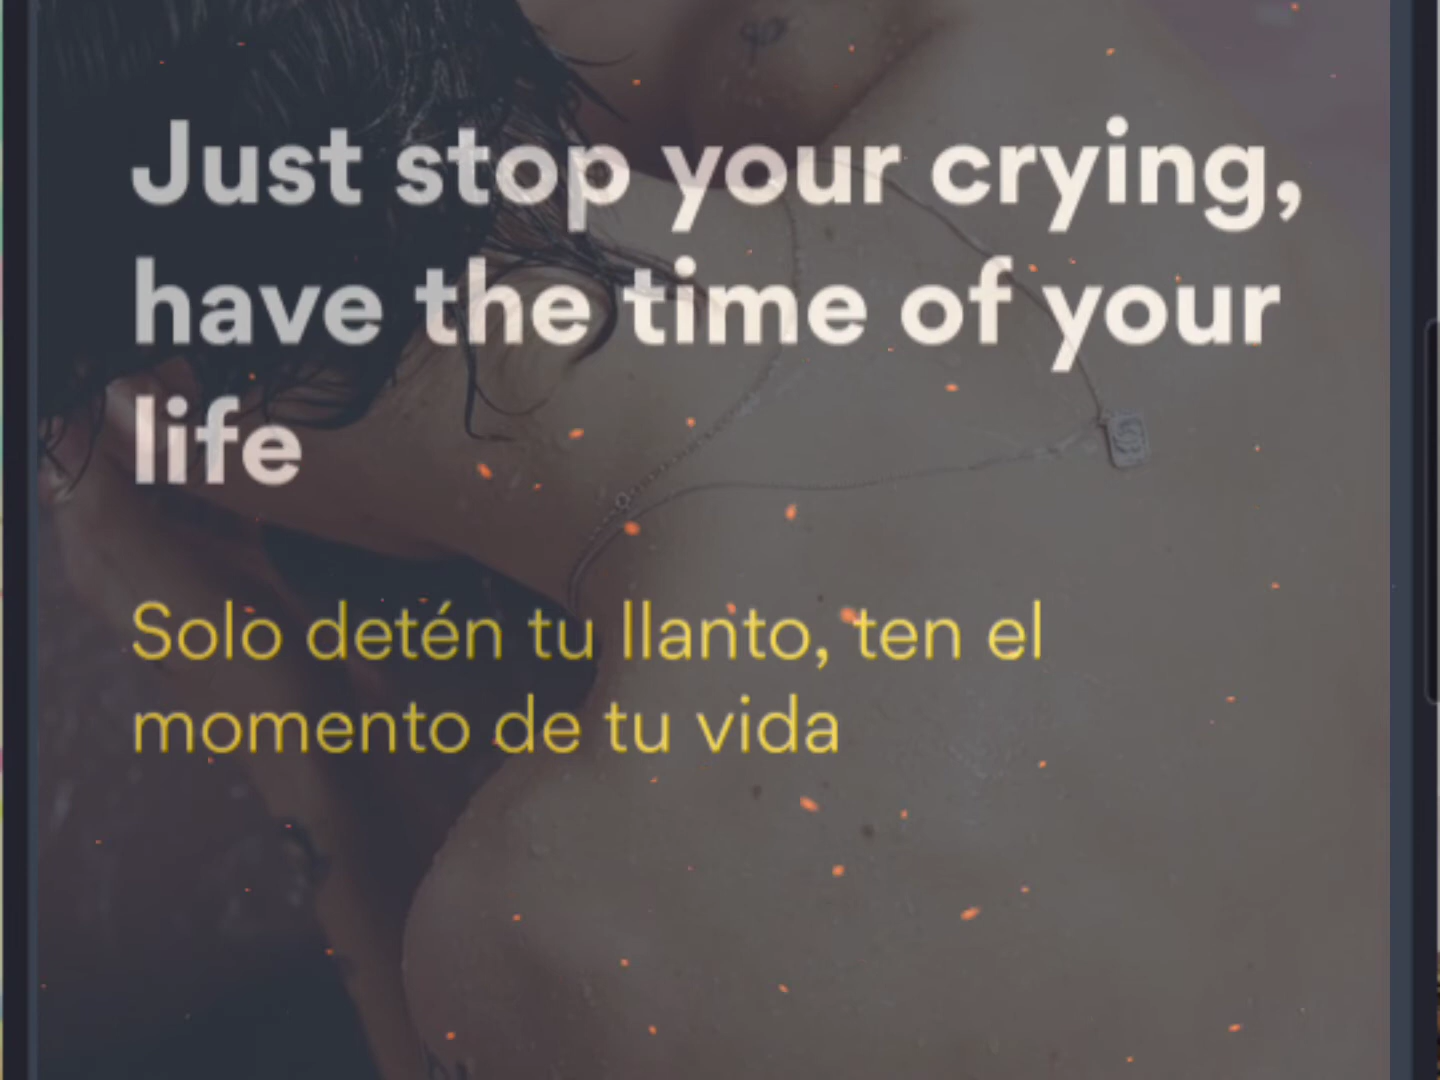 Just stop your crying,
have the time of your
life
Solo detén tu llanto, ten el
momento de tu vida